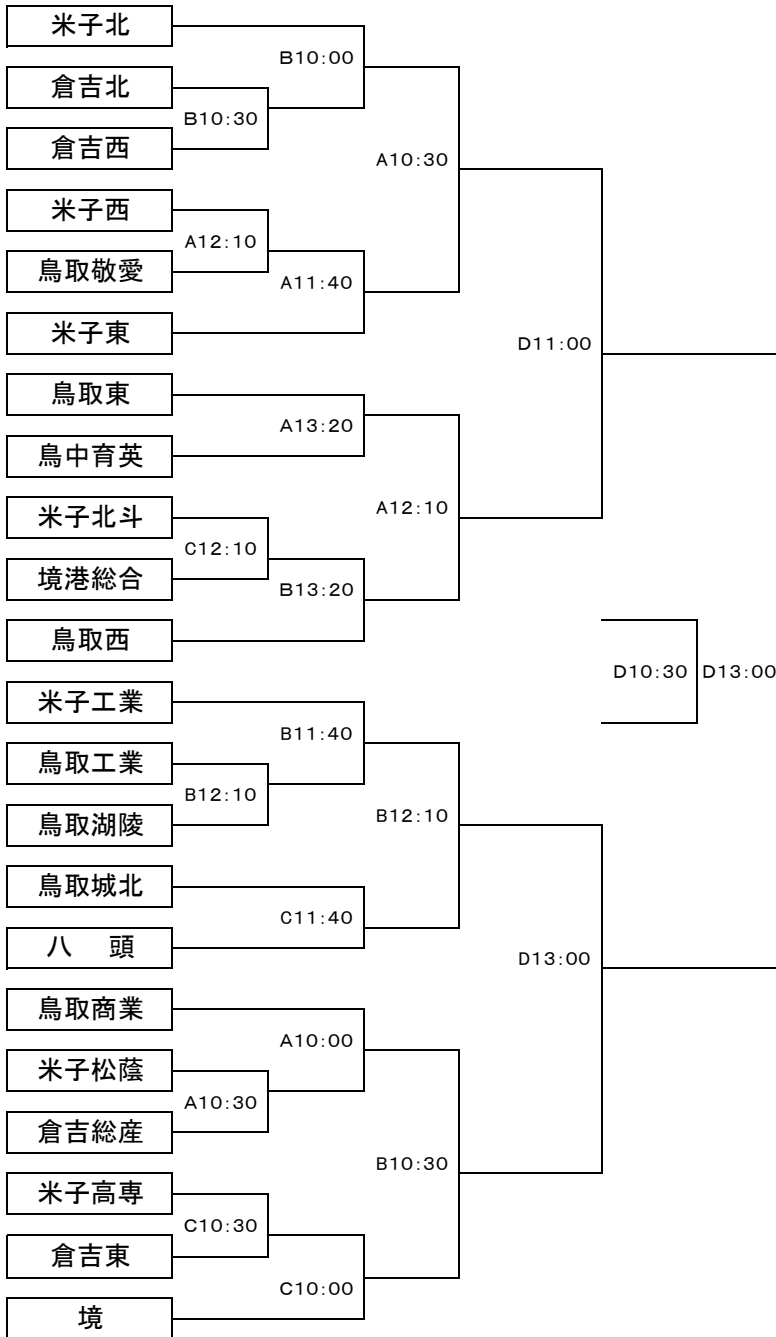 米子北
B10:00
倉吉北
B10:30
倉吉西
A10:30
米子西
A12:10
鳥取敬愛
A11:40
米子東
D11:00
鳥取東
A13:20
鳥中育英
A12:10
米子北斗
C12:10
境港総合
B13:20
鳥取西
D10:30 D13:00
米子工業
B11:40
鳥取工業
B12:10
鳥取湖陵
B12:10
鳥取城北
C11:40
八 頭
D13:00
鳥取商業
A10:00
米子松蔭
A10:30
倉吉総産
B10:30
米子高専
C10:30
倉吉東
C10:00
境